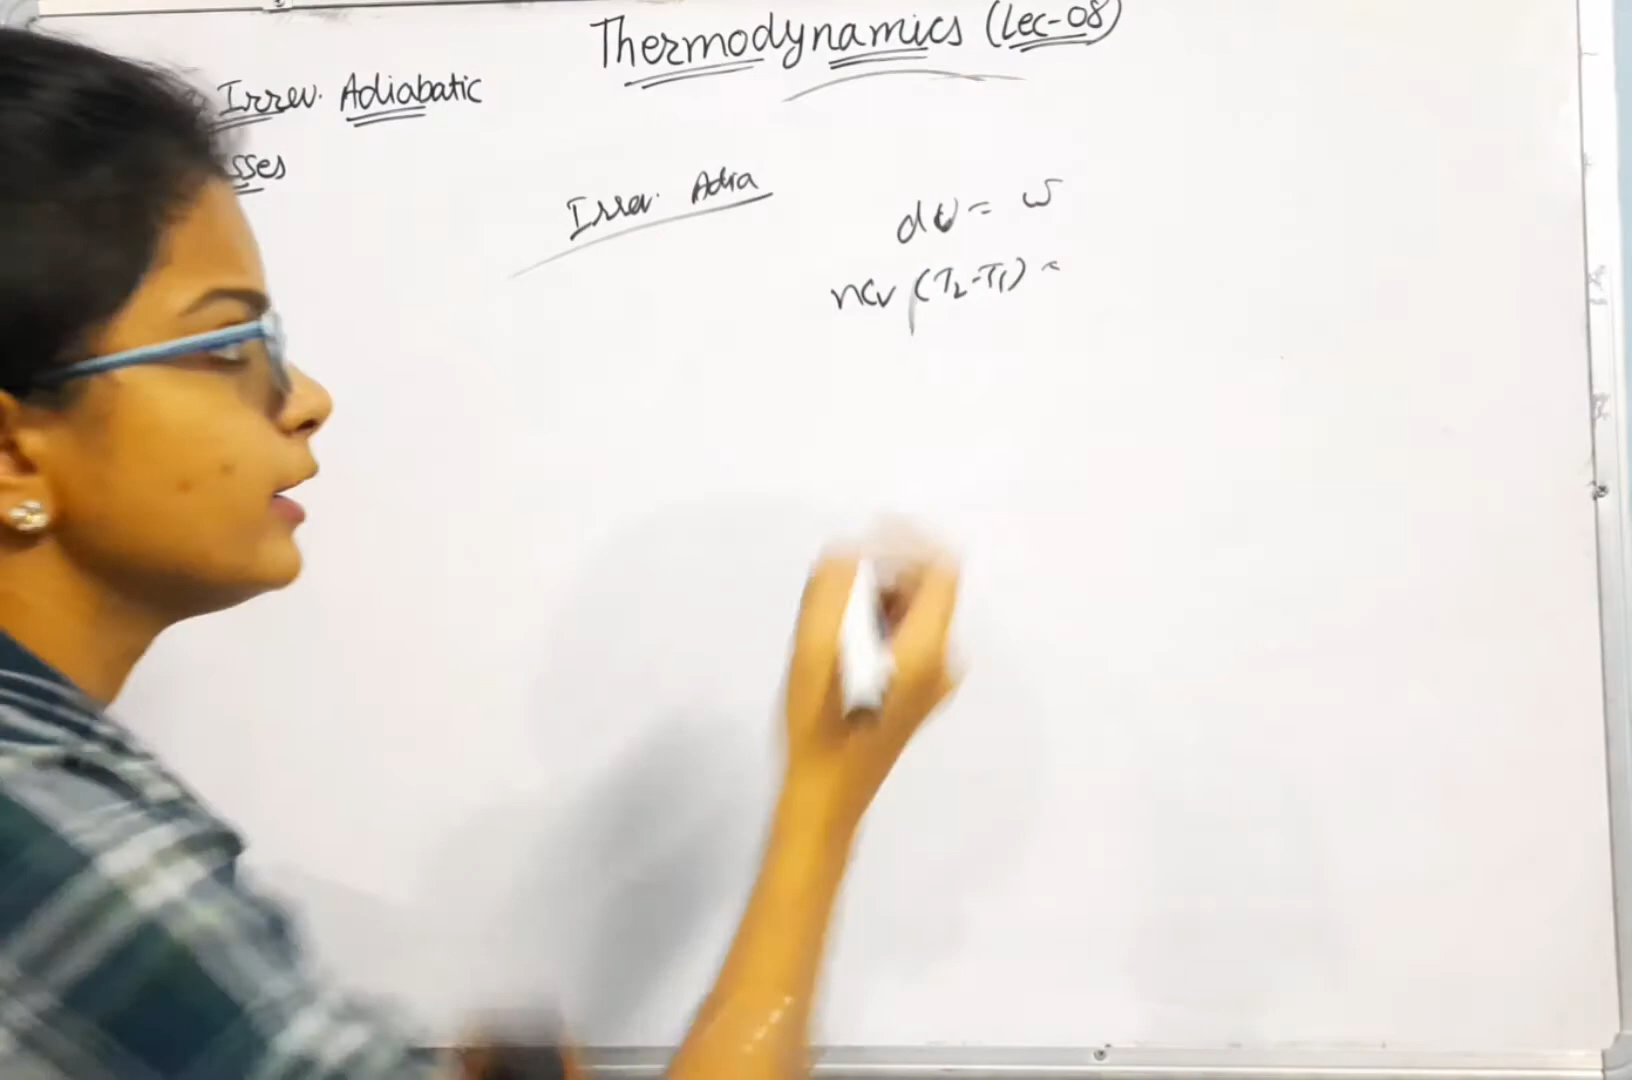 Thermodynamics (Lec-08)
Irrev. Adiabatic
sses
Irrev. Adia
dU = W
nCv (T2-T1) =